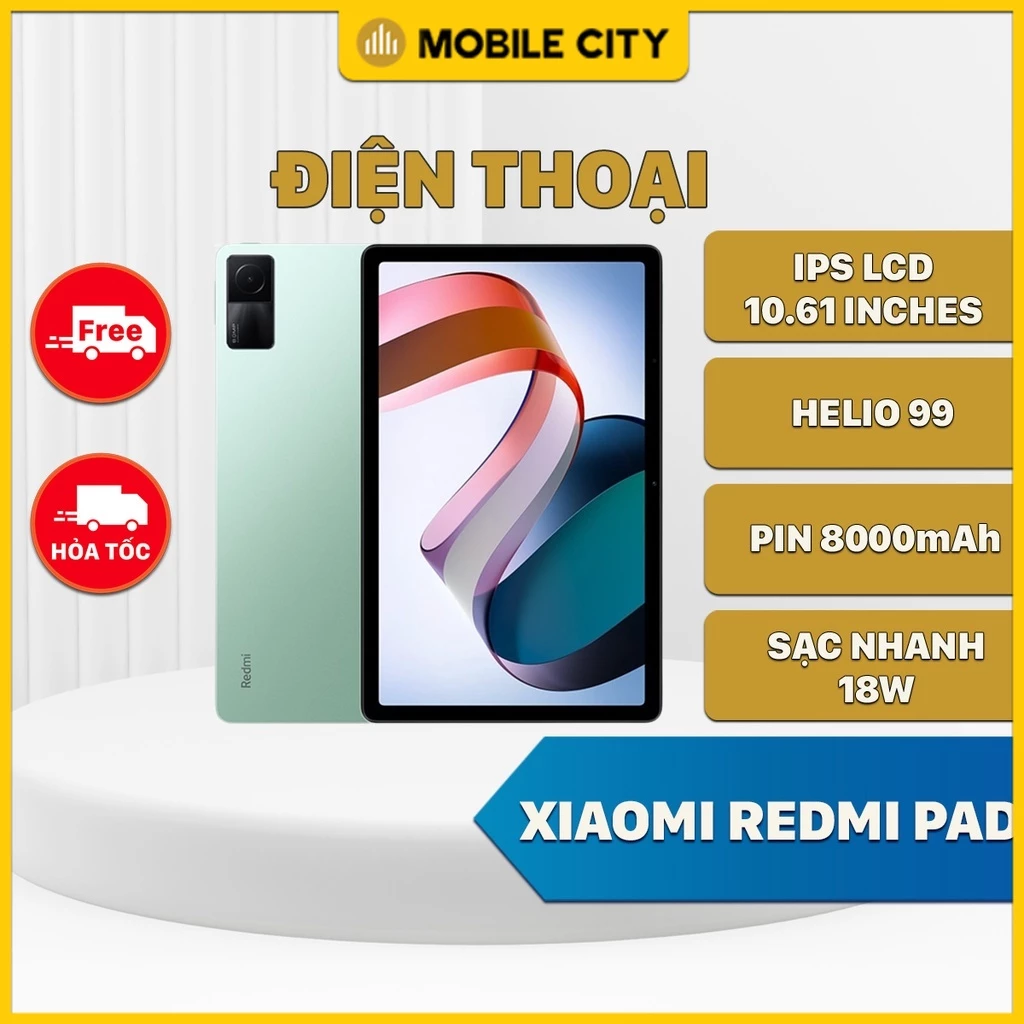 MOBILE CITY
ĐIỆN THOẠI
Free
HỎA TỐC
Redmi
IPS LCD
10.61 INCHES
HELIO 99
PIN 8000mAh
SẠC NHANH
18W
XIAOMI REDMI PAD